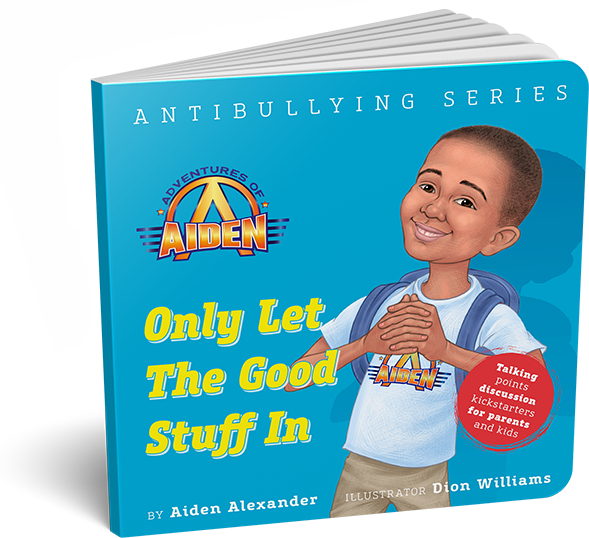 ANTIBULLYING SERIES
ADVENTURES OF
AIDEN
Only Let
The Good
Stuff In
AIDEN
Talking
points
discussion
kickstarters
for parents
and kids
BY Aiden Alexander
ILLUSTRATOR Dion Williams